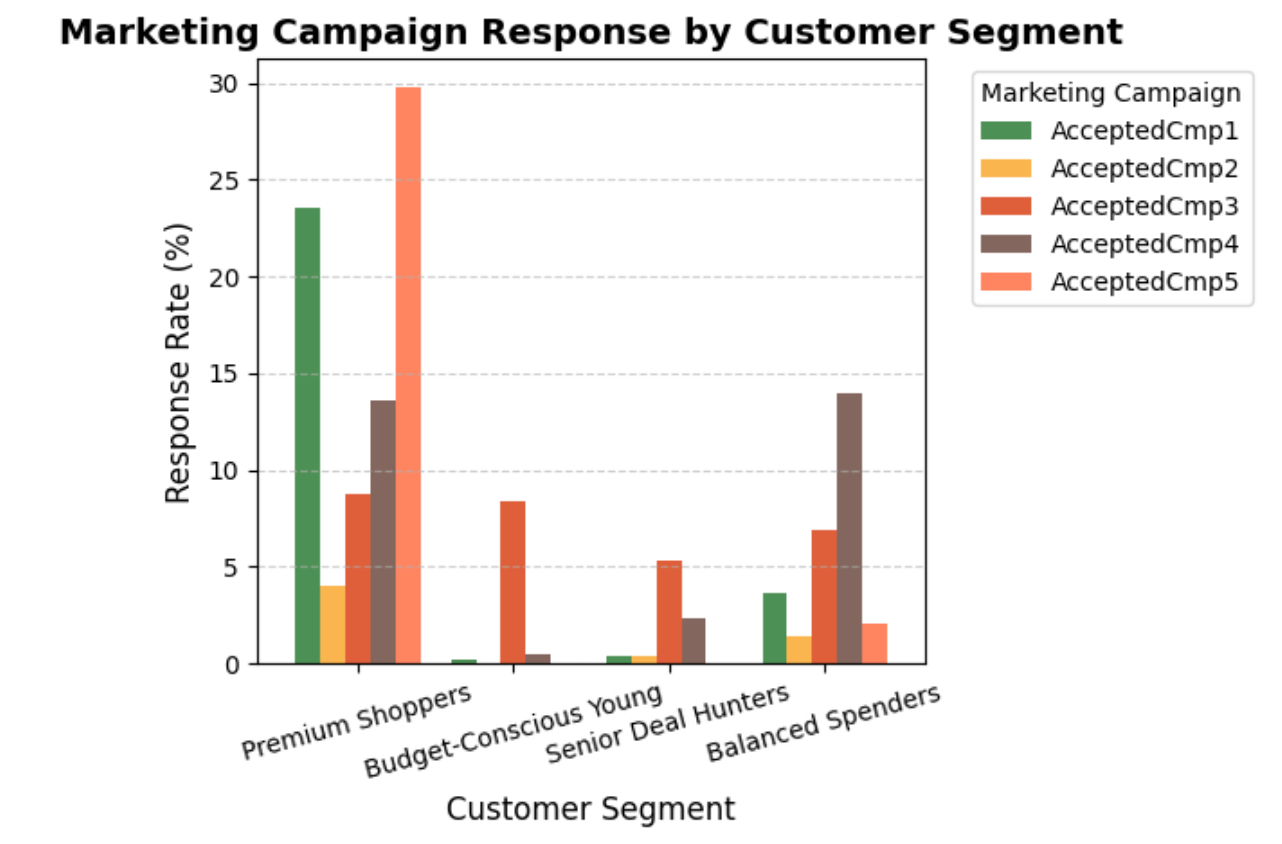 Marketing Campaign Response by Customer Segment
Response Rate (%)
30
25
20
15
10
5
0
Premium Shoppers
Budget-Conscious Young
Senior Deal Hunters
Balanced Spenders
Customer Segment
Marketing Campaign
AcceptedCmp1
AcceptedCmp2
AcceptedCmp3
AcceptedCmp4
AcceptedCmp5